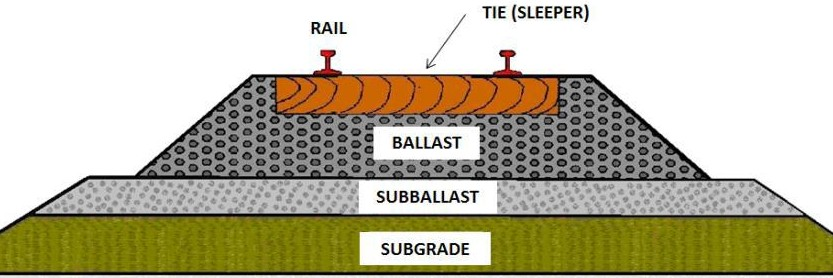 TIE (SLEEPER)
RAIL
BALLAST
SUBBALLAST
SUBGRADE